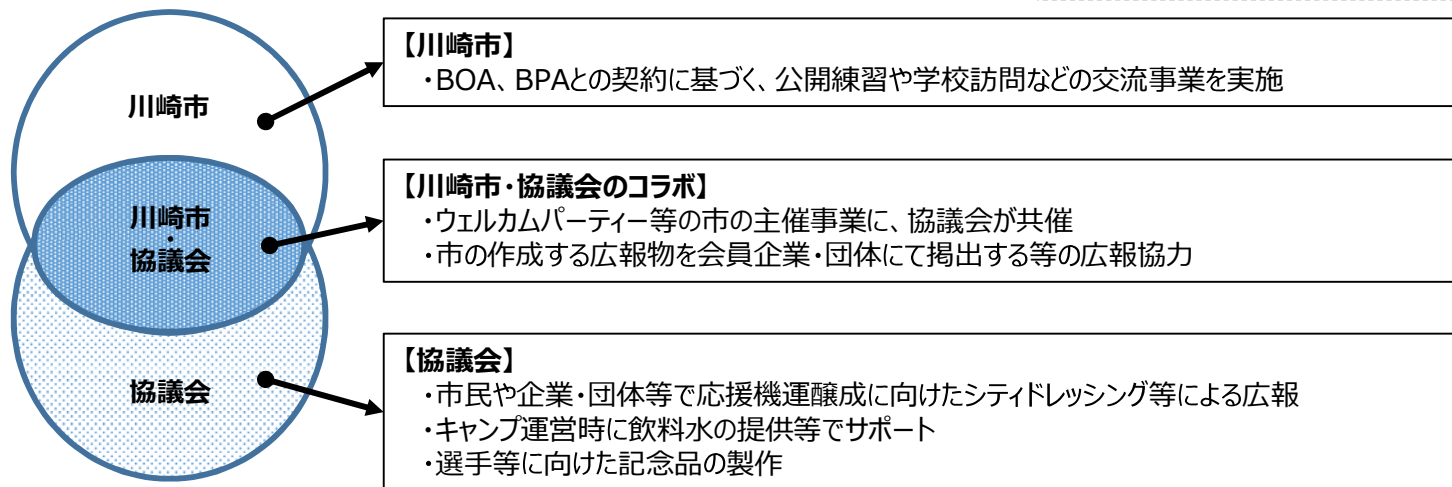 川崎市
川崎市
・
協議会
協議会
【川崎市】
・BOA、BPAとの契約に基づく、公開練習や学校訪問などの交流事業を実施
【川崎市・協議会のコラボ】
・ウェルカムパーティー等の市の主催事業に、協議会が共催
・市の作成する広報物を会員企業・団体にて掲出する等の広報協力
【協議会】
・市民や企業・団体等で応援機運醸成に向けたシティドレッシング等による広報
・キャンプ運営時に飲料水の提供等でサポート
・選手等に向けた記念品の製作